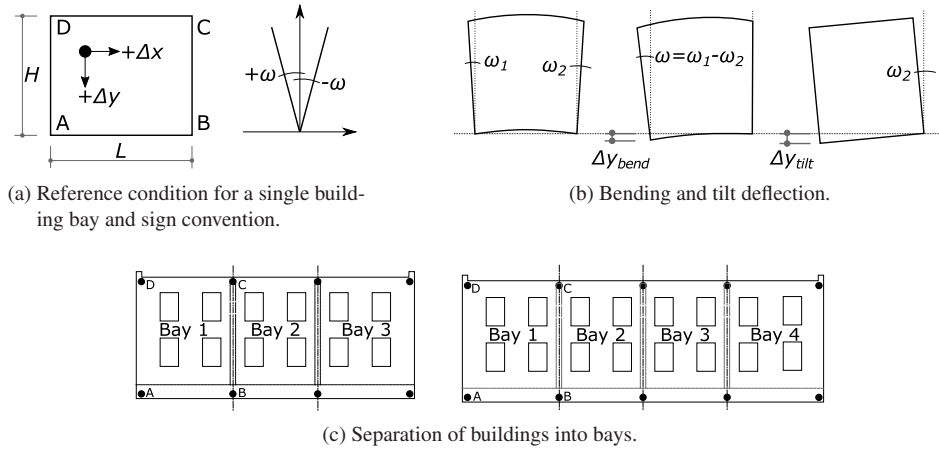 D
C
+Δx
H
+Δy
A
B
L
+ω
-ω
(a) Reference condition for a single build-
ing bay and sign convention.
ω1
ω2
ω=ω1-ω2
ω2
Δybend
Δytilt
(b) Bending and tilt deflection.
D
C
Bay 1
Bay 2
Bay 3
A
B
D
C
Bay 1
Bay 2
Bay 3
Bay 4
A
B
(c) Separation of buildings into bays.